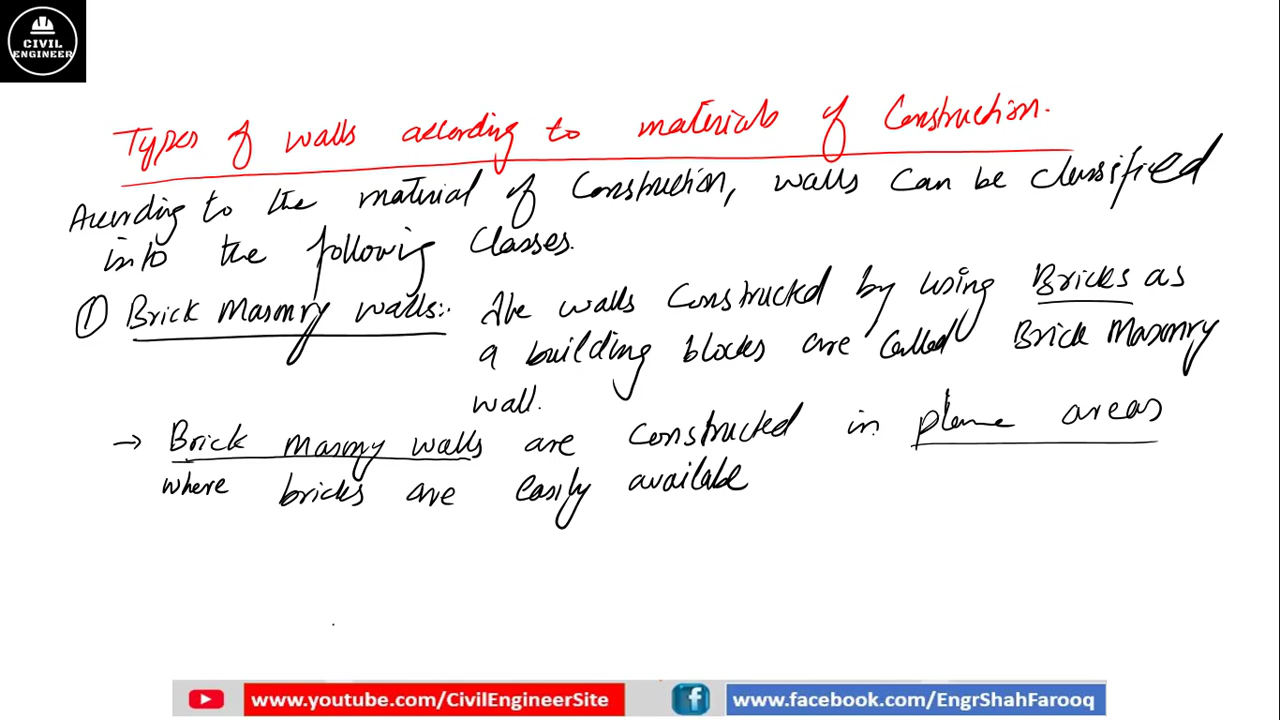 CIVIL
ENGINEER
Types of walls according to materials of Construction.
According to the material of Construction, walls can be classified
into the following classes.
① Brick Masonry walls:- The walls Constructed by using Bricks as
a building blocks are called Brick Masonry
wall.
→ Brick masonry walls are constructed in plane areas
where bricks are easily available
www.youtube.com/CivilEngineerSite
www.facebook.com/EngrShahFarooq